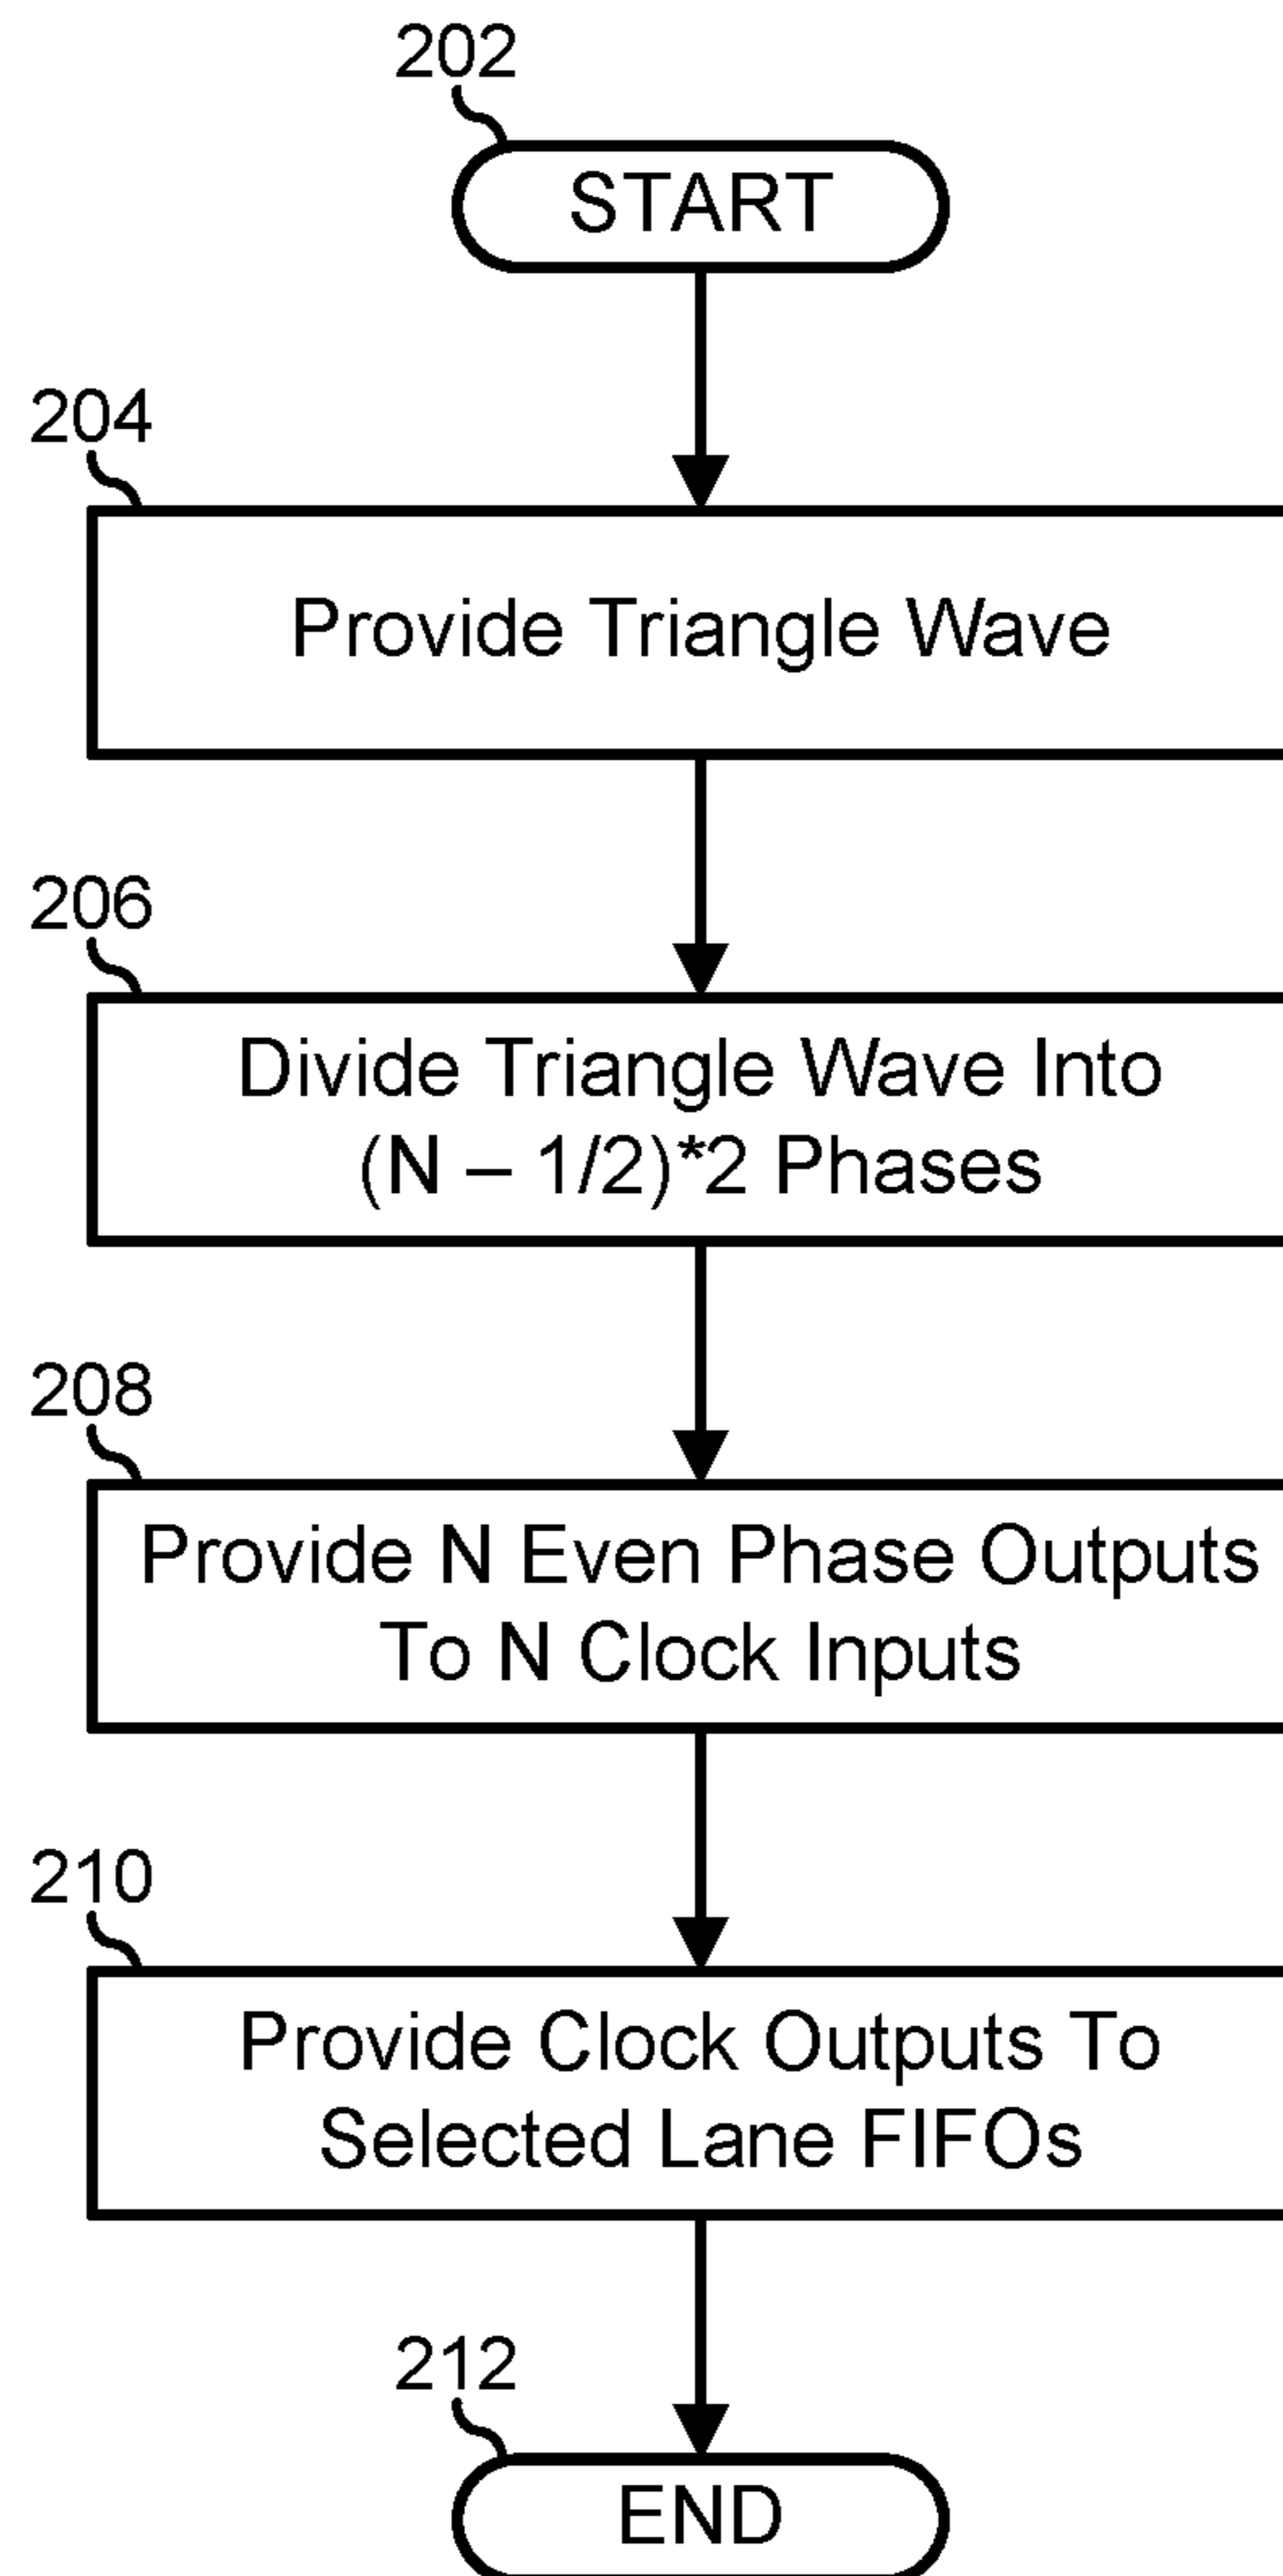 202
START
204
Provide Triangle Wave
206
Divide Triangle Wave Into
(N – 1/2)*2 Phases
208
Provide N Even Phase Outputs
To N Clock Inputs
210
Provide Clock Outputs To
Selected Lane FIFOs
212
END